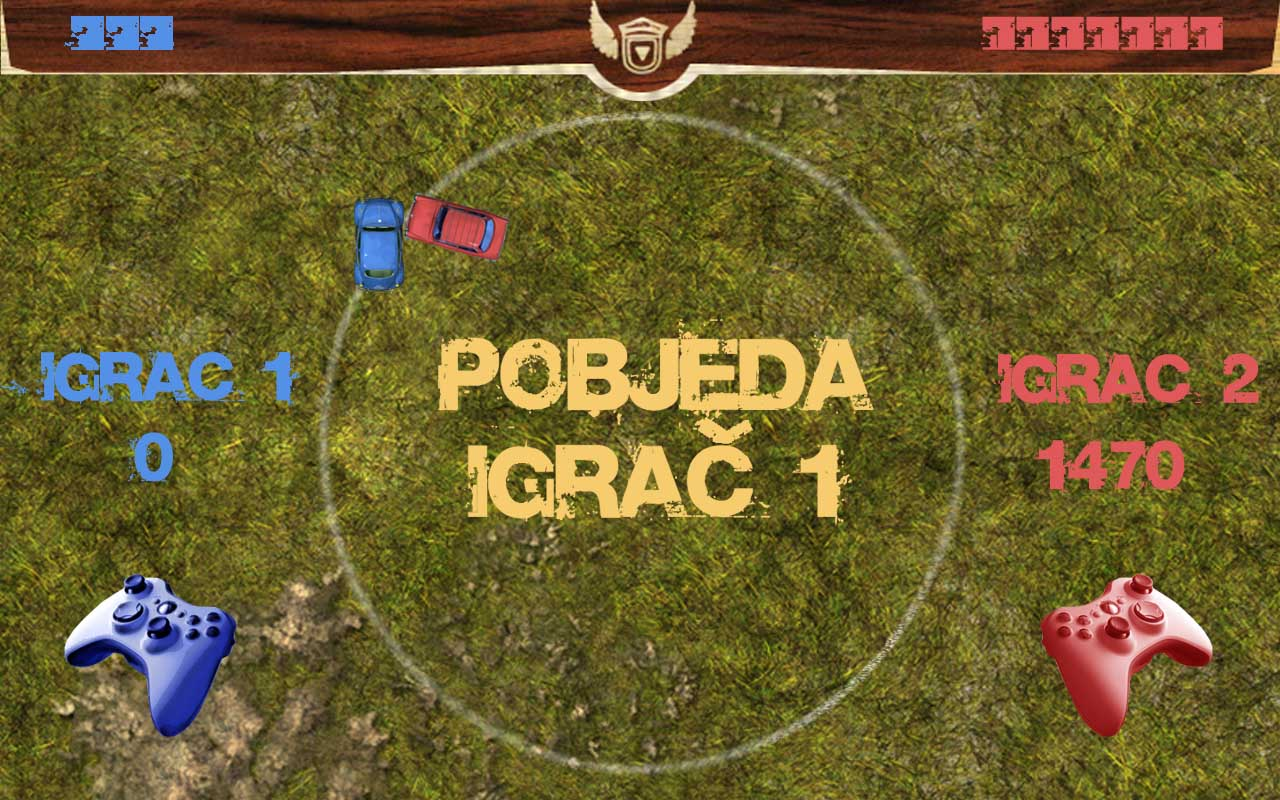 IGRAC 1
0
POBJEDA
IGRAČ 1
IGRAC 2
1470